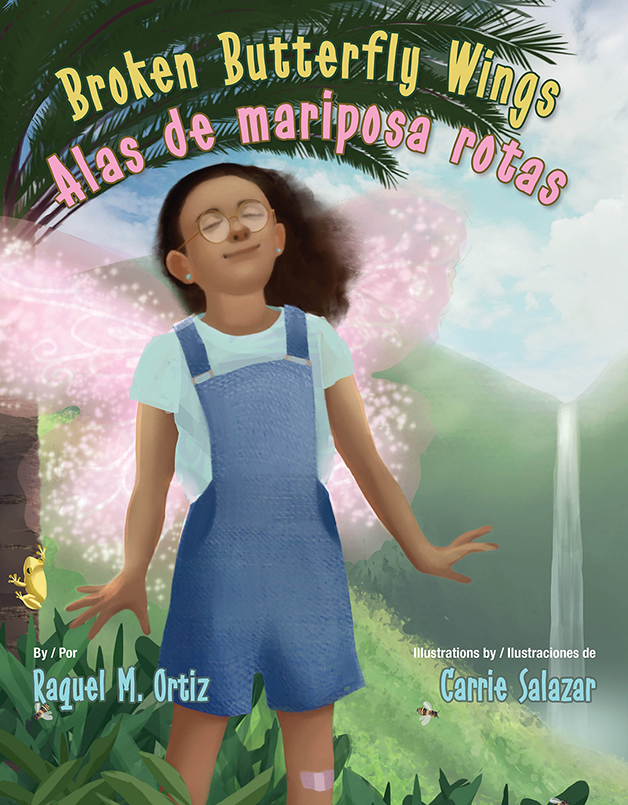 Broken Butterfly Wings
Alas de mariposa rotas
By / Por
Raquel M. Ortiz
Illustrations by / Ilustraciones de
Carrie Salazar